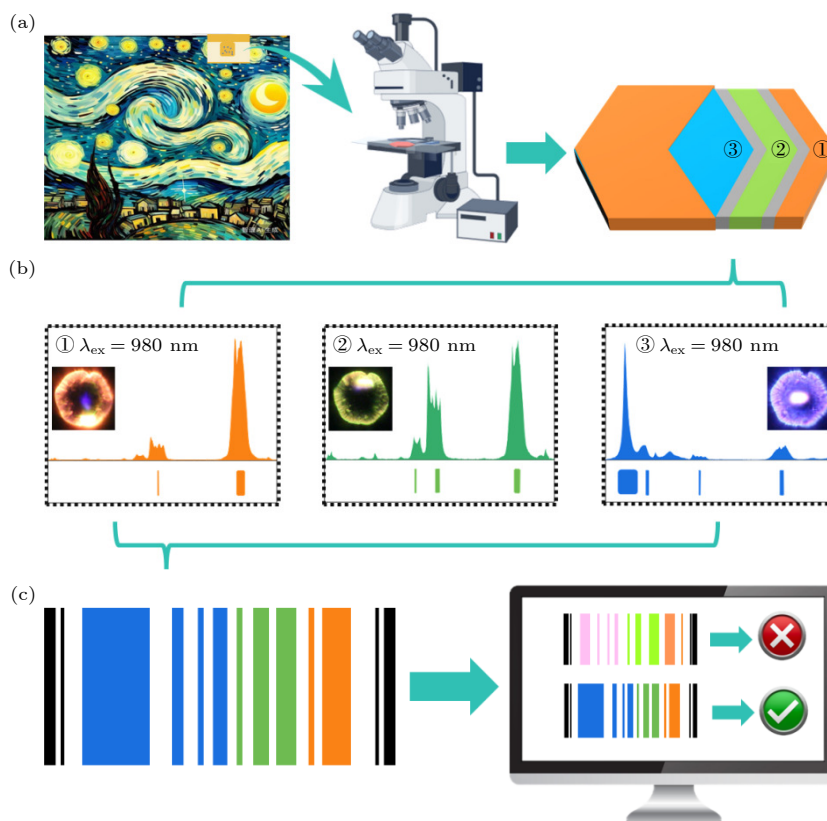 (a)
③
②
①
(b)
① λex = 980 nm
② λex = 980 nm
③ λex = 980 nm
(c)